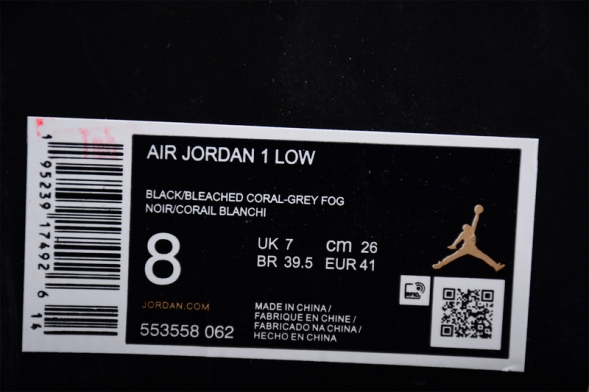 AIR JORDAN 1 LOW
BLACK/BLEACHED CORAL-GREY FOG
NOIR/CORAIL BLANCHI
8
UK 7 cm 26
BR 39.5 EUR 41
JORDAN.COM
553558 062
MADE IN CHINA/
FABRIQUE EN CHINE /
FABRICADO NA CHINA/
HECHO EN CHINA
1 95239 17492 6 14